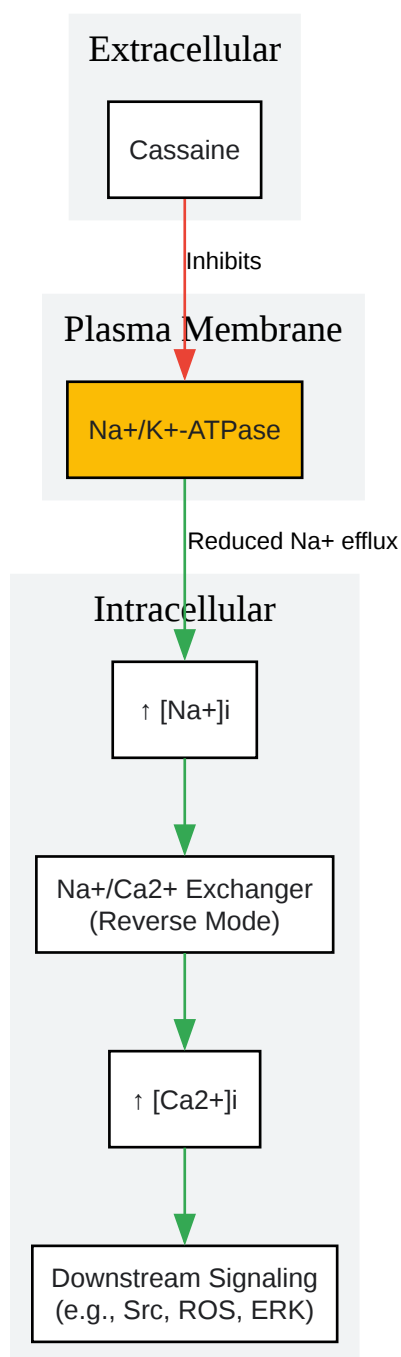 Extracellular
Cassaine
Inhibits
Plasma Membrane
Na+/K+-ATPase
Reduced Na+ efflux
Intracellular
↑ [Na+]i
Na+/Ca2+ Exchanger
(Reverse Mode)
↑ [Ca2+]i
Downstream Signaling
(e.g., Src, ROS, ERK)